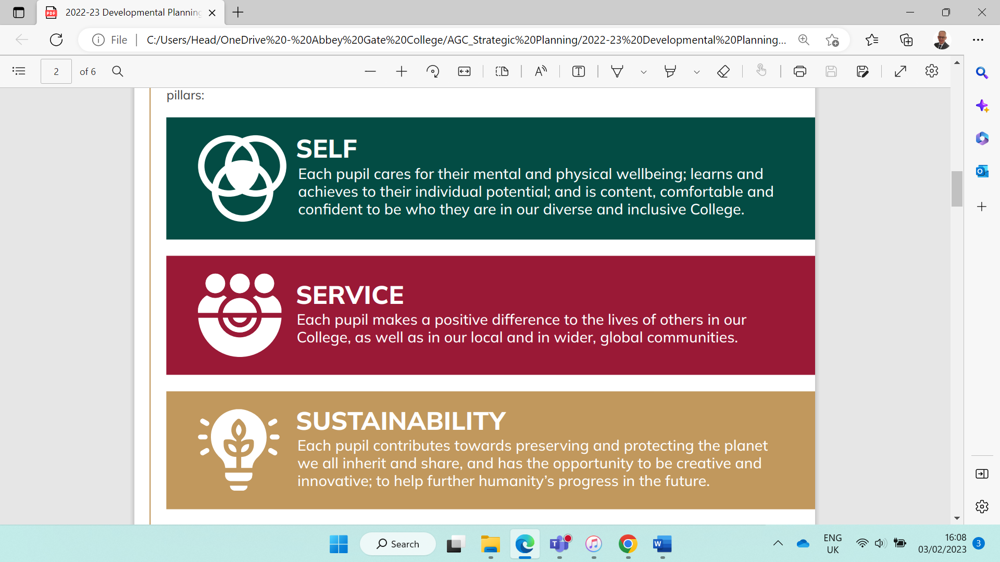 2022-23 Developmental Planning
File
C:/Users/Head/OneDrive%20-%20Abbey%20Gate%20College/AGC_Strategic%20Planning/2022-23%20Developmental%20Planning...
2 of 6
pillars:
SELF
Each pupil cares for their mental and physical wellbeing; learns and
achieves to their individual potential; and is content, comfortable and
confident to be who they are in our diverse and inclusive College.
SERVICE
Each pupil makes a positive difference to the lives of others in our
College, as well as in our local and in wider, global communities.
SUSTAINABILITY
Each pupil contributes towards preserving and protecting the planet
we all inherit and share, and has the opportunity to be creative and
innovative; to help further humanity's progress in the future.
Search
ENG
UK
16:08
03/02/2023
3